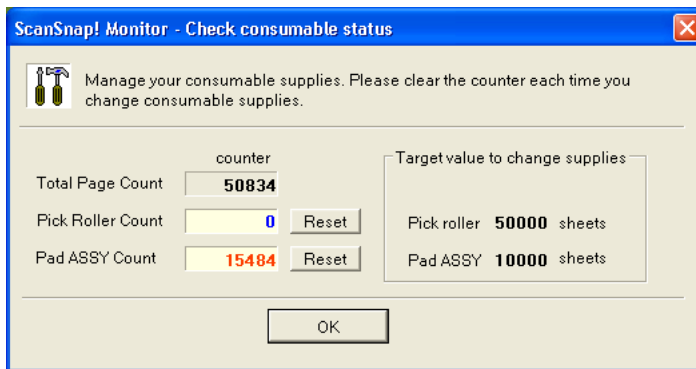 ScanSnap! Monitor - Check consumable status
Manage your consumable supplies. Please clear the counter each time you
change consumable supplies.
counter
Total Page Count 50834
Pick Roller Count 0 Reset
Pad ASSY Count 15484 Reset
Target value to change supplies
Pick roller 50000 sheets
Pad ASSY 10000 sheets
OK